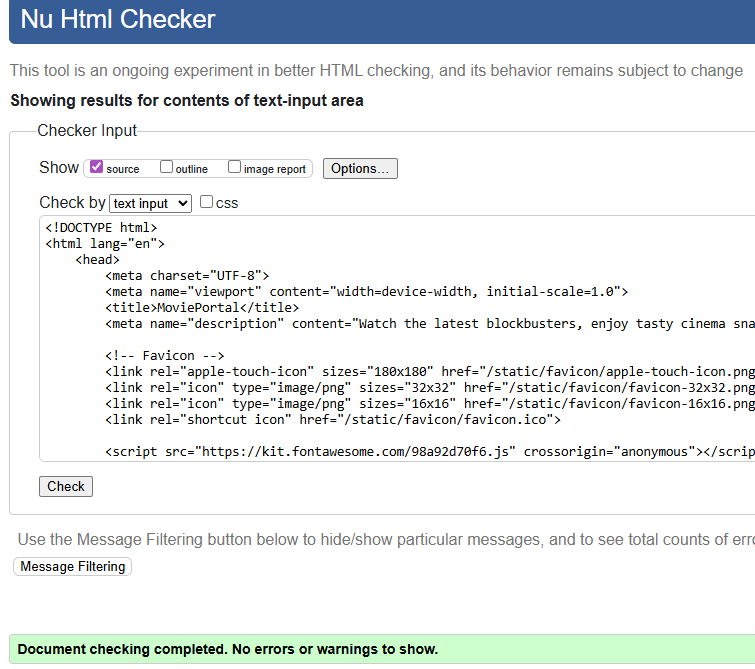 Nu Html Checker
This tool is an ongoing experiment in better HTML checking, and its behavior remains subject to change
Showing results for contents of text-input area
Checker Input
Show source outline image report Options...
Check by text input css
<!DOCTYPE html>
<html lang="en">
<head>
<meta charset="UTF-8">
<meta name="viewport" content="width=device-width, initial-scale=1.0">
<title>MoviePortal</title>
<meta name="description" content="Watch the latest blockbusters, enjoy tasty cinema sna
<!-- Favicon -->
<link rel="apple-touch-icon" sizes="180x180" href="/static/favicon/apple-touch-icon.png
<link rel="icon" type="image/png" sizes="32x32" href="/static/favicon/favicon-32x32.png
<link rel="icon" type="image/png" sizes="16x16" href="/static/favicon/favicon-16x16.png
<link rel="shortcut icon" href="/static/favicon/favicon.ico">
<script src="https://kit.fontawesome.com/98a92d70f6.js" crossorigin="anonymous"></scrip
Check
Use the Message Filtering button below to hide/show particular messages, and to see total counts of erro
Message Filtering
Document checking completed. No errors or warnings to show.